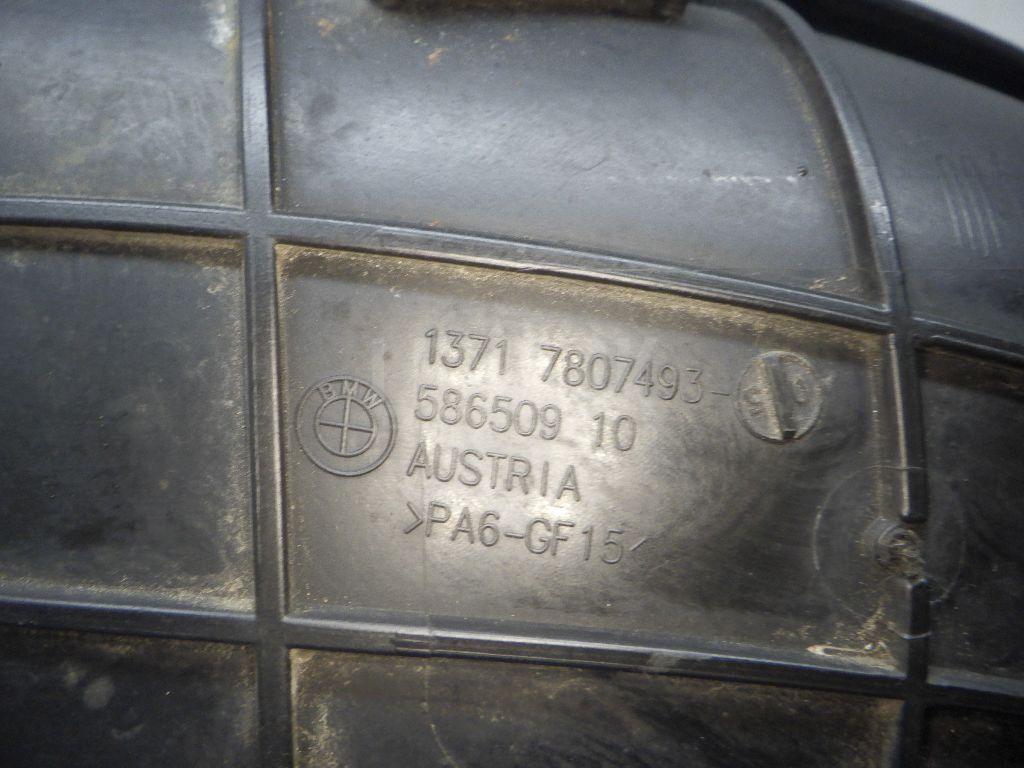 1371 7807493-
BMW
586509 10
AUSTRIA
>PA6-GF15<